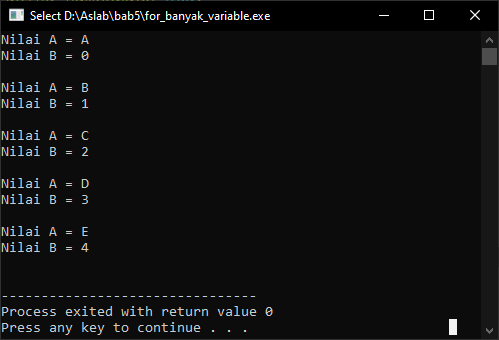 Select D:\Aslab\bab5\for_banyak_variable.exe
Nilai A = A
Nilai B = 0
Nilai A = B
Nilai B = 1
Nilai A = C
Nilai B = 2
Nilai A = D
Nilai B = 3
Nilai A = E
Nilai B = 4
--------------------------------
Process exited with return value 0
Press any key to continue . . .